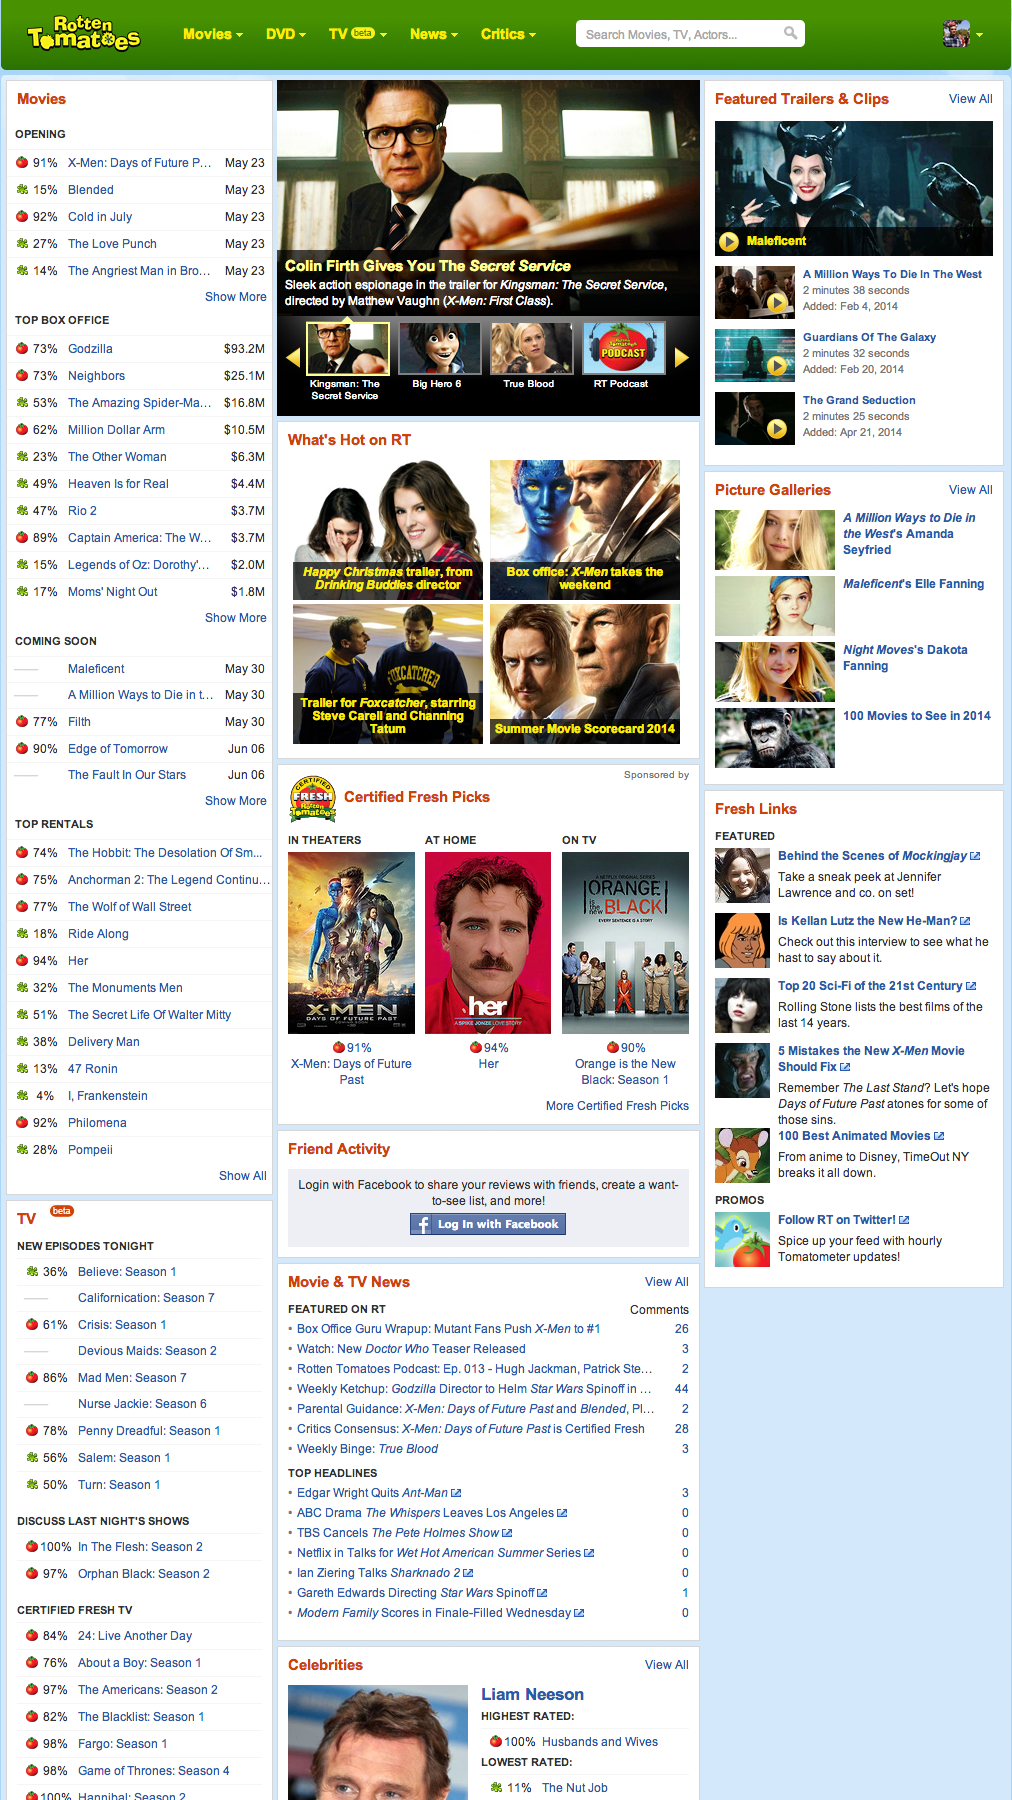 Rotten
Tomatoes
Movies
DVD
TV beta
News
Critics
Search Movies, TV, Actors...
Movies
OPENING
91% X-Men: Days of Future P... May 23
15% Blended May 23
92% Cold in July May 23
27% The Love Punch May 23
14% The Angriest Man in Bro... May 23
Show More
TOP BOX OFFICE
73% Godzilla $93.2M
73% Neighbors $25.1M
53% The Amazing Spider-Ma... $16.8M
62% Million Dollar Arm $10.5M
23% The Other Woman $6.3M
49% Heaven Is for Real $4.4M
47% Rio 2 $3.7M
89% Captain America: The W... $3.7M
15% Legends of Oz: Dorothy'... $2.0M
17% Moms' Night Out $1.8M
Show More
COMING SOON
Maleficent May 30
A Million Ways to Die in t... May 30
77% Filth May 30
90% Edge of Tomorrow Jun 06
The Fault In Our Stars Jun 06
Show More
TOP RENTALS
74% The Hobbit: The Desolation Of Sm...
75% Anchorman 2: The Legend Continu...
77% The Wolf of Wall Street
18% Ride Along
94% Her
32% The Monuments Men
51% The Secret Life Of Walter Mitty
38% Delivery Man
13% 47 Ronin
4% I, Frankenstein
92% Philomena
28% Pompeii
Show All
TV beta
NEW EPISODES TONIGHT
36% Believe: Season 1
Californication: Season 7
61% Crisis: Season 1
Devious Maids: Season 2
86% Mad Men: Season 7
Nurse Jackie: Season 6
78% Penny Dreadful: Season 1
56% Salem: Season 1
50% Turn: Season 1
DISCUSS LAST NIGHT'S SHOWS
100% In The Flesh: Season 2
97% Orphan Black: Season 2
CERTIFIED FRESH TV
84% 24: Live Another Day
76% About a Boy: Season 1
97% The Americans: Season 2
82% The Blacklist: Season 1
98% Fargo: Season 1
98% Game of Thrones: Season 4
100% Hannibal: Season 2
Colin Firth Gives You The Secret Service
Sleek action espionage in the trailer for Kingsman: The Secret Service,
directed by Matthew Vaughn (X-Men: First Class).
Rotten
Tomatoes
PODCAST
Kingsman: The
Secret Service
Big Hero 6
True Blood
RT Podcast
What's Hot on RT
Happy Christmas trailer, from
Drinking Buddies director
Box office: X-Men takes the
weekend
FOXCATCHER
Trailer for Foxcatcher, starring
Steve Carell and Channing
Tatum
Summer Movie Scorecard 2014
Sponsored by
CERTIFIED
FRESH
Rotten
Tomatoes
Certified Fresh Picks
IN THEATERS
AT HOME
ON TV
X-MEN
DAYS OF FUTURE PAST
her
A SPIKE JONZE LOVE STORY
A NETFLIX ORIGINAL SERIES
ORANGE
is the new BLACK
EVERY SENTENCE IS A STORY
91%
X-Men: Days of Future
Past
94%
Her
90%
Orange is the New
Black: Season 1
More Certified Fresh Picks
Friend Activity
Login with Facebook to share your reviews with friends, create a want-
to-see list, and more!
f Log In with Facebook
Movie & TV News View All
FEATURED ON RT Comments
• Box Office Guru Wrapup: Mutant Fans Push X-Men to #1 26
• Watch: New Doctor Who Teaser Released 3
• Rotten Tomatoes Podcast: Ep. 013 - Hugh Jackman, Patrick Ste... 2
• Weekly Ketchup: Godzilla Director to Helm Star Wars Spinoff in ... 44
• Parental Guidance: X-Men: Days of Future Past and Blended, Pl... 2
• Critics Consensus: X-Men: Days of Future Past is Certified Fresh 28
• Weekly Binge: True Blood 3
TOP HEADLINES
• Edgar Wright Quits Ant-Man 3
• ABC Drama The Whispers Leaves Los Angeles 0
• TBS Cancels The Pete Holmes Show 0
• Netflix in Talks for Wet Hot American Summer Series 0
• Ian Ziering Talks Sharknado 2 0
• Gareth Edwards Directing Star Wars Spinoff 1
• Modern Family Scores in Finale-Filled Wednesday 0
Celebrities View All
Liam Neeson
HIGHEST RATED:
100% Husbands and Wives
LOWEST RATED:
11% The Nut Job
Featured Trailers & Clips View All
Maleficent
A Million Ways To Die In The West
2 minutes 38 seconds
Added: Feb 4, 2014
Guardians Of The Galaxy
2 minutes 32 seconds
Added: Feb 20, 2014
The Grand Seduction
2 minutes 25 seconds
Added: Apr 21, 2014
Picture Galleries View All
A Million Ways to Die in
the West's Amanda
Seyfried
Maleficent's Elle Fanning
Night Moves's Dakota
Fanning
100 Movies to See in 2014
Fresh Links
FEATURED
Behind the Scenes of Mockingjay
Take a sneak peek at Jennifer
Lawrence and co. on set!
Is Kellan Lutz the New He-Man?
Check out this interview to see what he
hast to say about it.
Top 20 Sci-Fi of the 21st Century
Rolling Stone lists the best films of the
last 14 years.
5 Mistakes the New X-Men Movie
Should Fix
Remember The Last Stand? Let's hope
Days of Future Past atones for some of
those sins.
100 Best Animated Movies
From anime to Disney, TimeOut NY
breaks it all down.
PROMOS
Follow RT on Twitter!
Spice up your feed with hourly
Tomatometer updates!